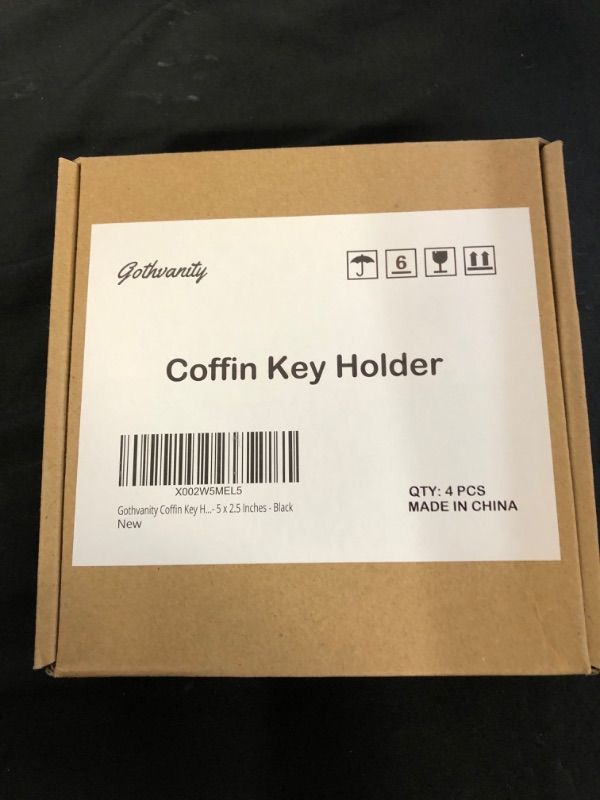 Gothvanity
6
Coffin Key Holder
X002W5MEL5
Gothvanity Coffin Key H...- 5 x 2.5 Inches - Black
New
QTY: 4 PCS
MADE IN CHINA